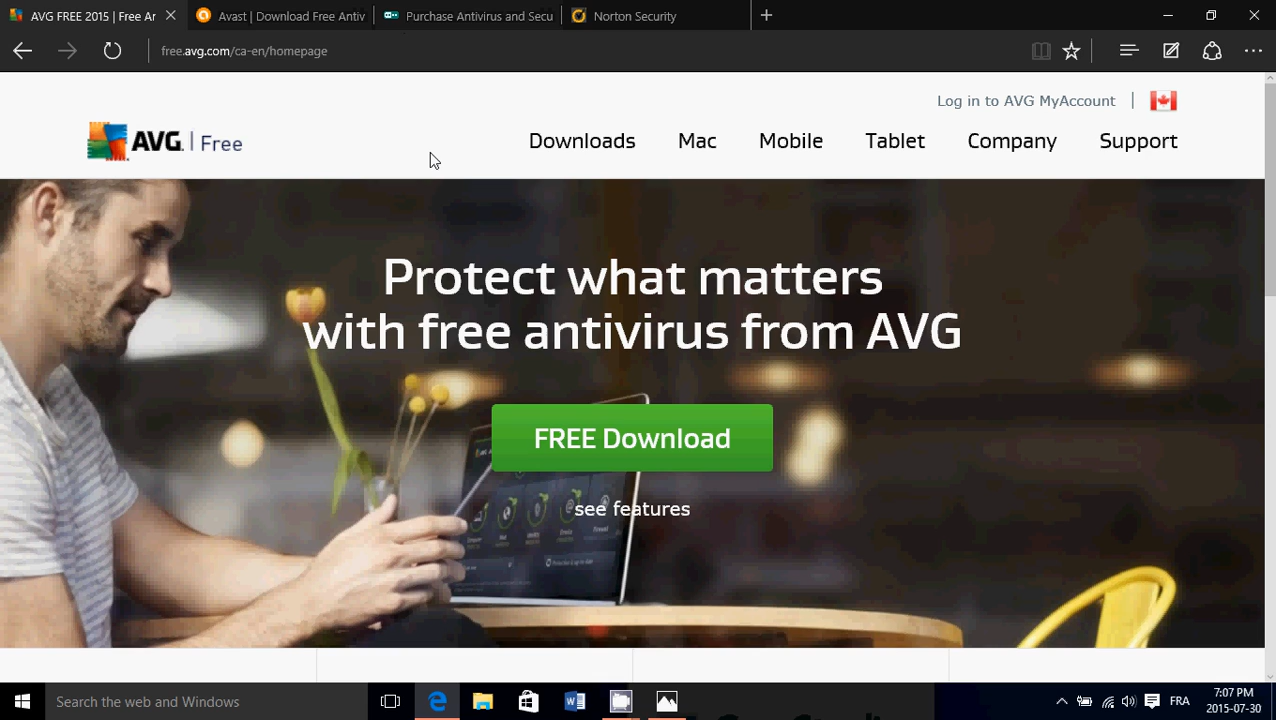 AVG FREE 2015 | Free Ar
Avast | Download Free Antiv
Purchase Antivirus and Secu
Norton Security
free.avg.com/ca-en/homepage
Log in to AVG MyAccount
AVG. | Free
Downloads
Mac
Mobile
Tablet
Company
Support
Protect what matters
with free antivirus from AVG
FREE Download
see features
Search the web and Windows
FRA
7:07 PM
2015-07-30